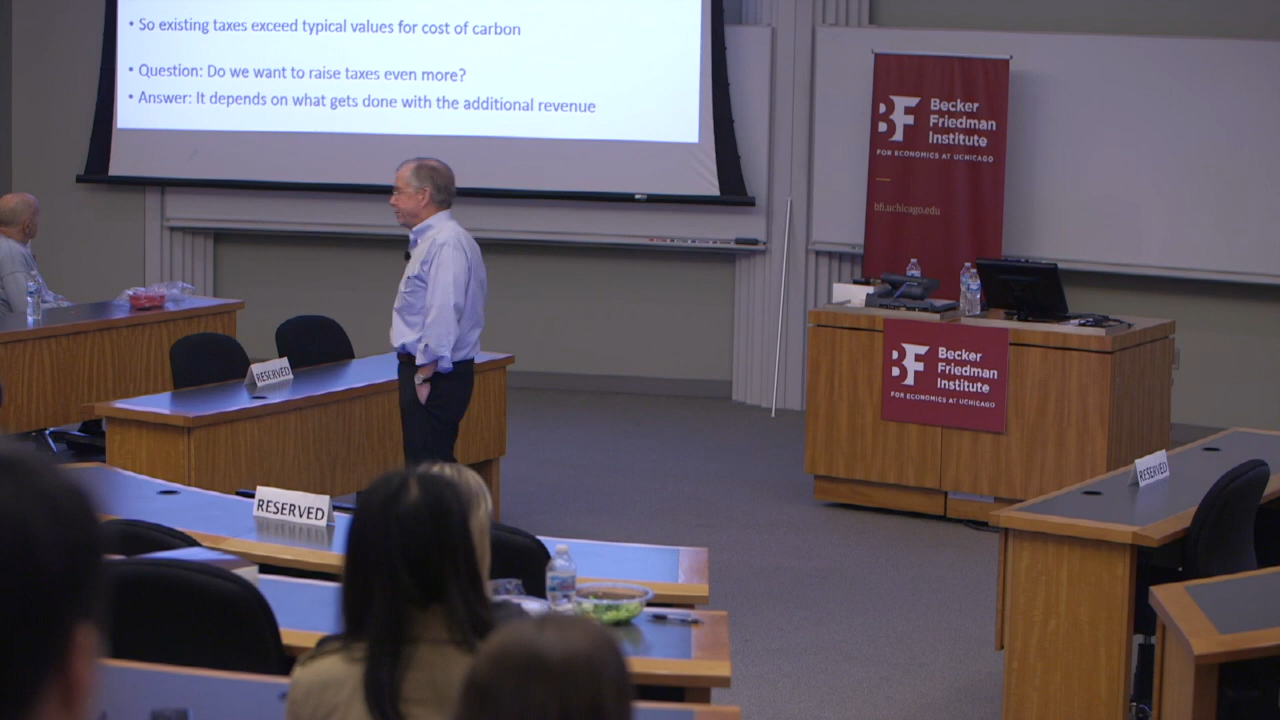 • So existing taxes exceed typical values for cost of carbon
• Question: Do we want to raise taxes even more?
• Answer: It depends on what gets done with the additional revenue
BF
Becker
Friedman
Institute
FOR ECONOMICS AT UCHICAGO
bfi.uchicago.edu
BF
Becker
Friedman
Institute
FOR ECONOMICS AT UCHICAGO
RESERVED
RESERVED
RESERVED